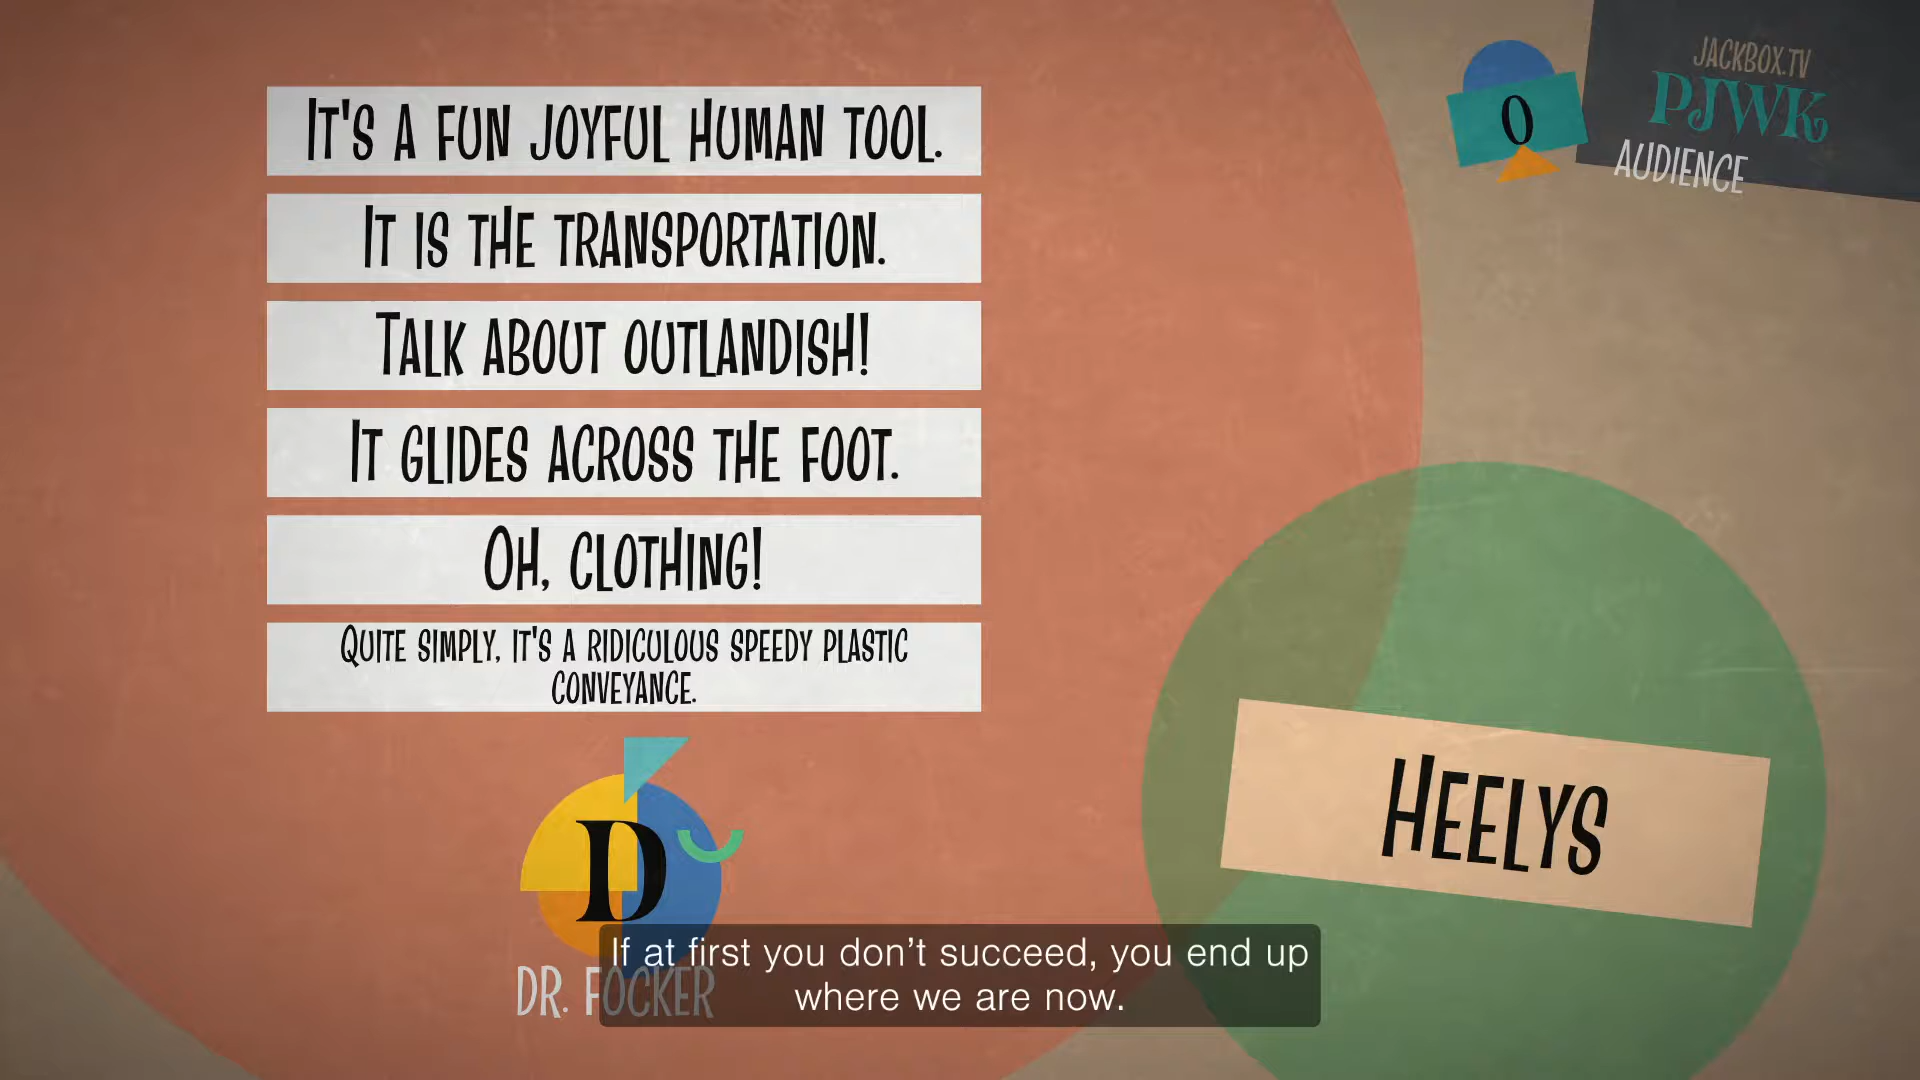 It's a fun joyful human tool.
It is the transportation.
Talk about outlandish!
It glides across the foot.
Oh, clothing!
Quite simply, it's a ridiculous speedy plastic
conveyance.
D
DR. FOCKER
0
JACKBOX.TV
PJWK
AUDIENCE
HEELYS
If at first you don't succeed, you end up
where we are now.